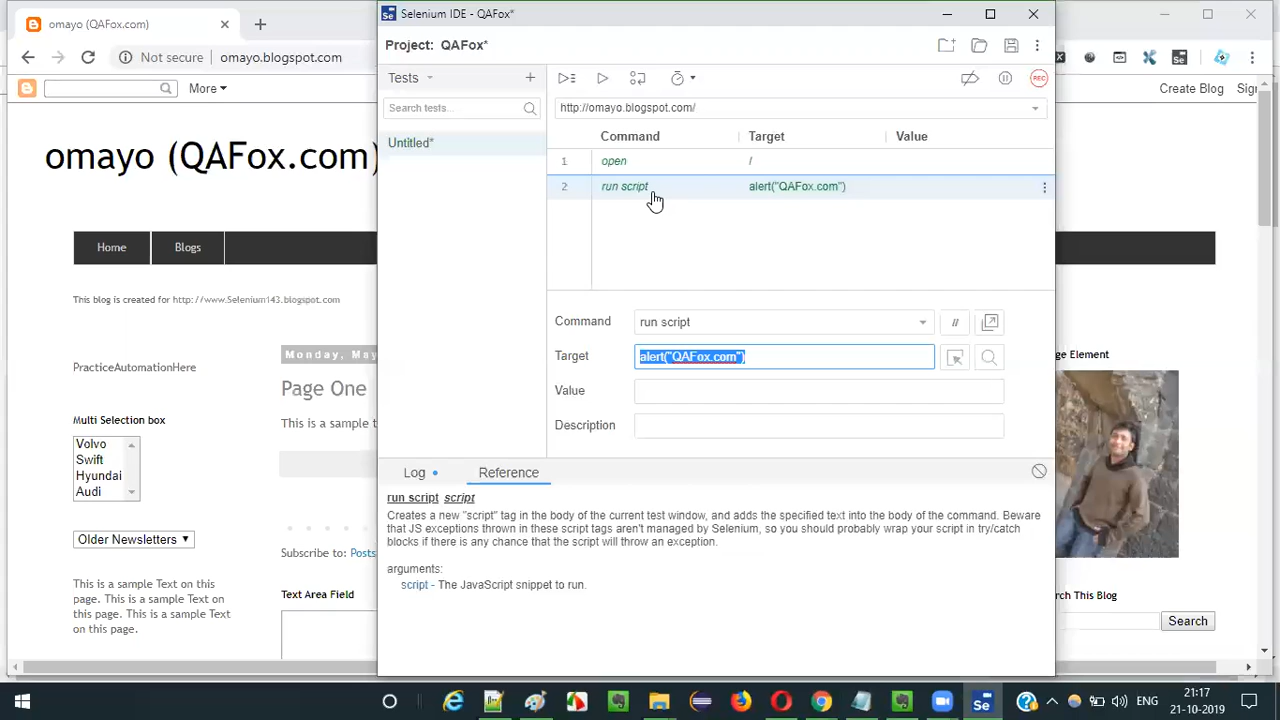 omayo (QAFox.com)
Not secure omayo.blogspot.com
More
omayo (QAFox.com)
Home Blogs
This blog is created for http://www.Selenium143.blogspot.com
PracticeAutomationHere
Multi Selection box
Volvo
Swift
Hyundai
Audi
Older Newsletters
This is a sample Text on this
page. This is a sample Text on
this page. This is a sample Text
on this page.
Monday, May
Page One
This is a sample t
Subscribe to: Posts
Text Area Field
Selenium IDE - QAFox*
Project: QAFox*
Tests
Search tests...
Untitled*
REC
http://omayo.blogspot.com/
Command Target Value
1 open /
2 run script alert("QAFox.com")
Command run script //
Target alert("QAFox.com")
Value
Description
Log Reference
run script script
Creates a new "script" tag in the body of the current test window, and adds the specified text into the body of the command. Beware
that JS exceptions thrown in these script tags aren't managed by Selenium, so you should probably wrap your script in try/catch
blocks if there is any chance that the script will throw an exception.
arguments:
script - The JavaScript snippet to run.
Create Blog Sign
ge Element
rch This Blog
Search
Se
ENG
21:17
21-10-2019